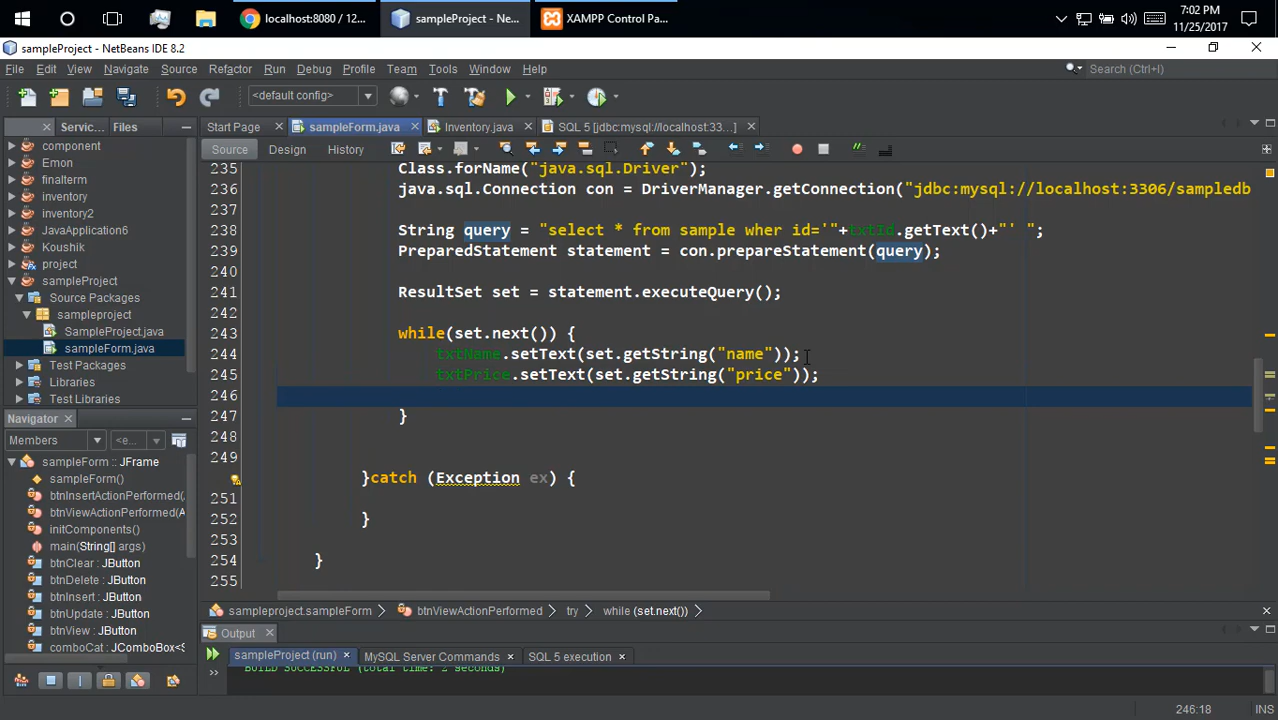 localhost:8080 / 12...
sampleProject - Ne...
XAMPP Control Pa...
7:02 PM
11/25/2017
sampleProject - NetBeans IDE 8.2
File Edit View Navigate Source Refactor Run Debug Profile Team Tools Window Help
Search (Ctrl+I)
<default config>
Servic... Files
Start Page sampleForm.java Inventory.java SQL 5 [jdbc:mysql://localhost:33...]
Source Design History
component
Emon
finalterm
inventory
inventory2
JavaApplication6
Koushik
project
sampleProject
Source Packages
sampleproject
SampleProject.java
sampleForm.java
Test Packages
Libraries
Test Libraries
Navigator
Members <e...
sampleForm :: JFrame
sampleForm()
btnInsertActionPerformed(
btnViewActionPerformed(A
initComponents()
main(String[] args)
btnClear : JButton
btnDelete : JButton
btnInsert : JButton
btnUpdate : JButton
btnView : JButton
comboCat : JComboBox<S
235 Class.forName("java.sql.Driver");
236 java.sql.Connection con = DriverManager.getConnection("jdbc:mysql://localhost:3306/sampledb
237
238 String query = "select * from sample wher id='"+txtId.getText()+"' ";
239 PreparedStatement statement = con.prepareStatement(query);
240
241 ResultSet set = statement.executeQuery();
242
243 while(set.next()) {
244 txtName.setText(set.getString("name"));
245 txtPrice.setText(set.getString("price"));
246
247 }
248
249
}catch (Exception ex) {
251
252 }
253
254 }
255
sampleproject.sampleForm btnViewActionPerformed try while (set.next())
Output
sampleProject (run) MySQL Server Commands SQL 5 execution
BUILD SUCCESSFUL (total time: 2 seconds)
246:18 INS